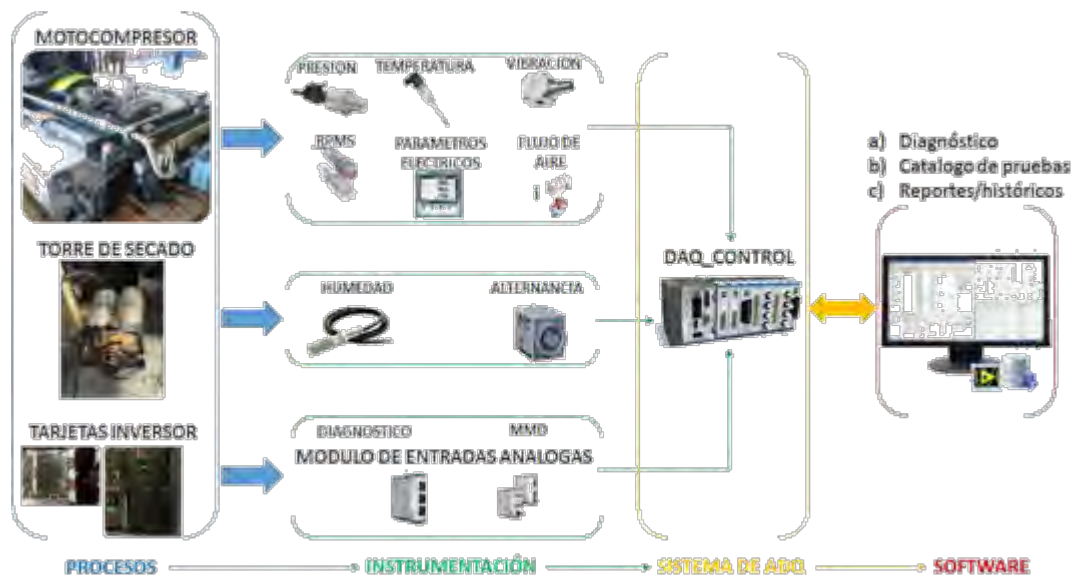 MOTOCOMPRESOR
PRESION
TEMPERATURA
VIBRACION
RPMS
PARAMETROS
ELECTRICOS
FLUJO DE
AIRE
TORRE DE SECADO
HUMEDAD
ALTERNANCIA
TARJETAS INVERSOR
DIAGNOSTICO
MMD
MODULO DE ENTRADAS ANALOGAS
DAQ_CONTROL
a) Diagnóstico
b) Catalogo de pruebas
c) Reportes/históricos
PROCESOS
INSTRUMENTACIÓN
SISTEMA DE ADQ
SOFTWARE